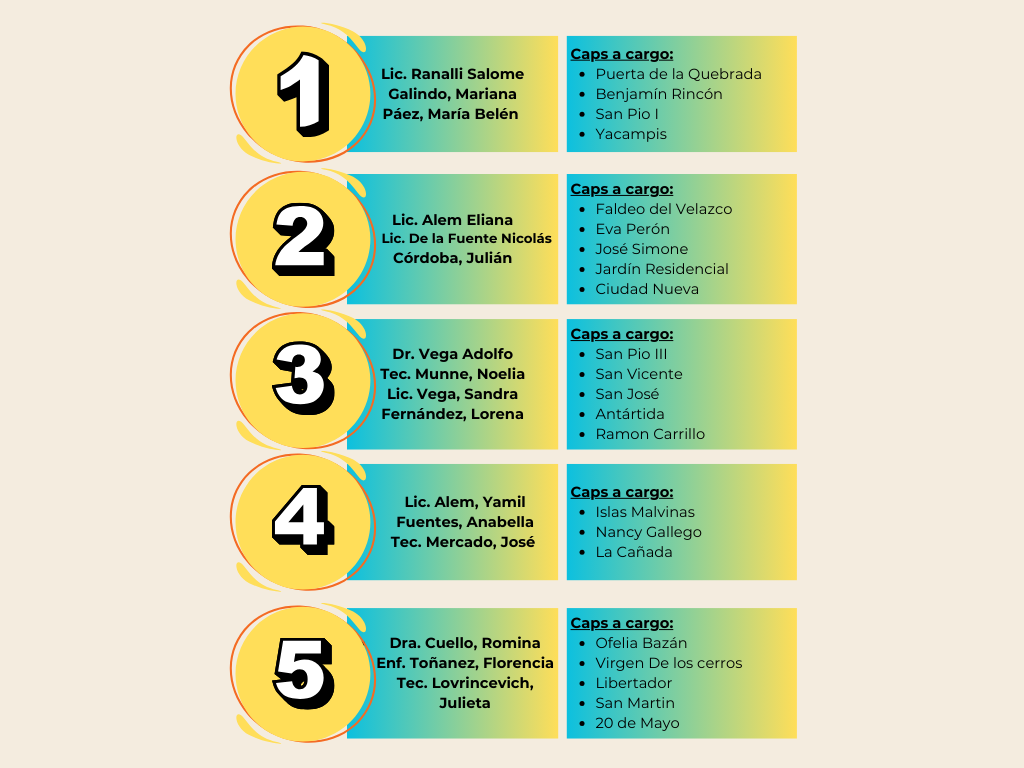 1
Lic. Ranalli Salome
Galindo, Mariana
Páez, María Belén
Caps a cargo:
• Puerta de la Quebrada
• Benjamín Rincón
• San Pio I
• Yacampis
2
Lic. Alem Eliana
Lic. De la Fuente Nicolás
Córdoba, Julián
Caps a cargo:
• Faldeo del Velazco
• Eva Perón
• José Simone
• Jardín Residencial
• Ciudad Nueva
3
Dr. Vega Adolfo
Tec. Munne, Noelia
Lic. Vega, Sandra
Fernández, Lorena
Caps a cargo:
• San Pio III
• San Vicente
• San José
• Antártida
• Ramon Carrillo
4
Lic. Alem, Yamil
Fuentes, Anabella
Tec. Mercado, José
Caps a cargo:
• Islas Malvinas
• Nancy Gallego
• La Cañada
5
Dra. Cuello, Romina
Enf. Toñanez, Florencia
Tec. Lovrincevich,
Julieta
Caps a cargo:
• Ofelia Bazán
• Virgen De los cerros
• Libertador
• San Martin
• 20 de Mayo